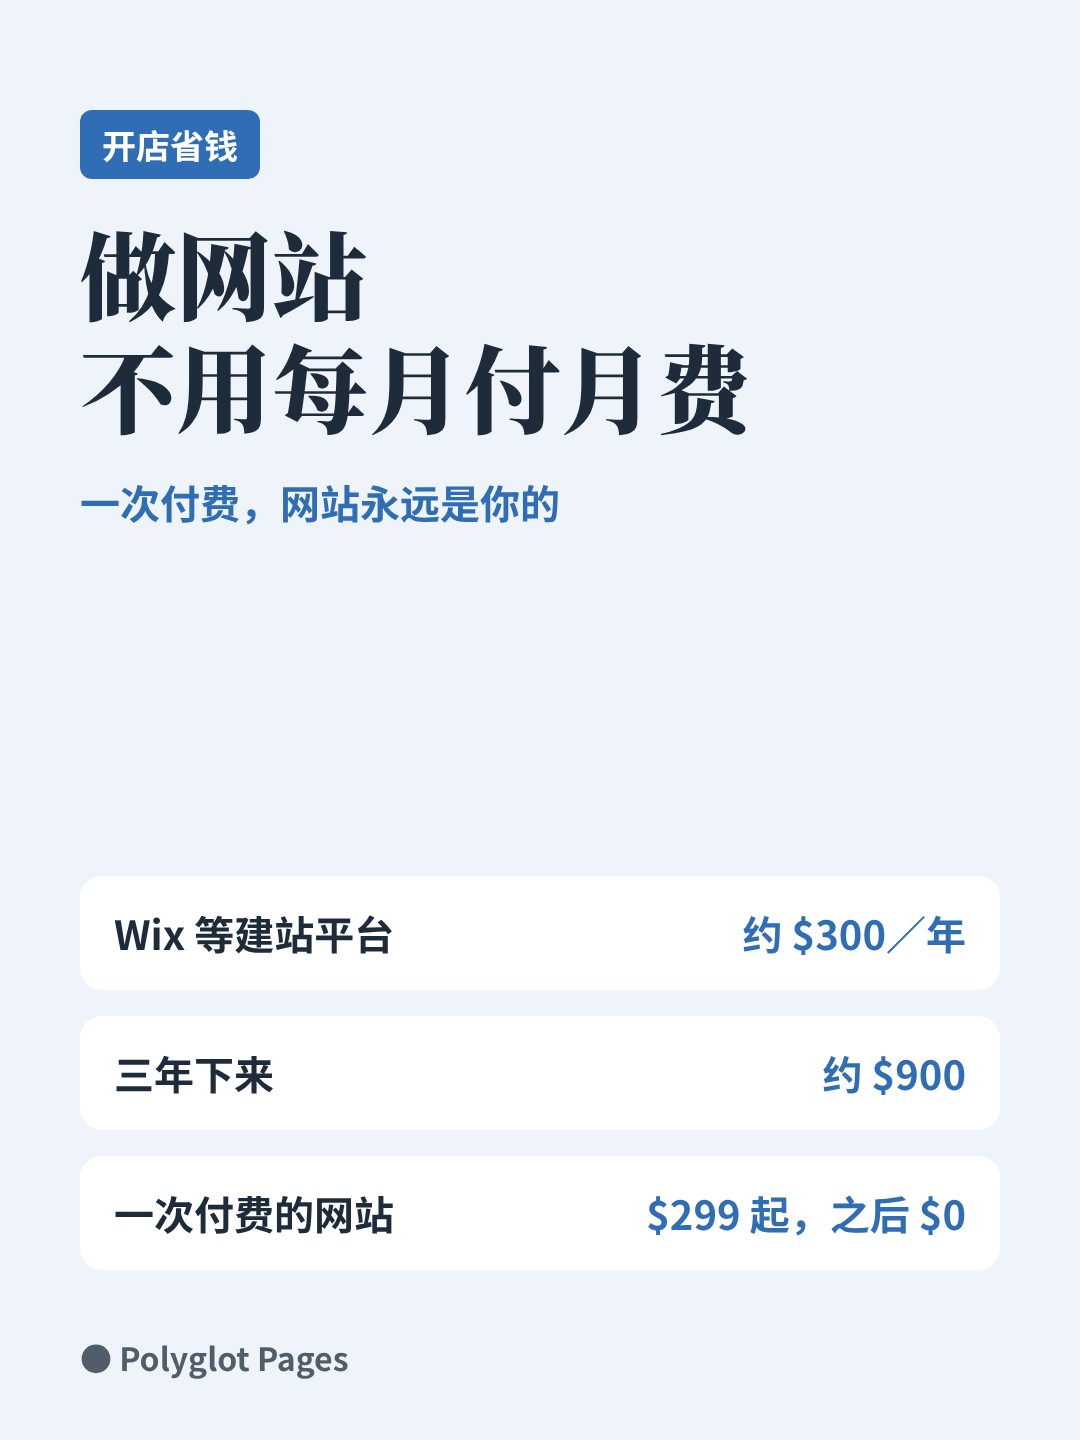 开店省钱
做网站
不用每月付月费
一次付费，网站永远是你的
Wix 等建站平台 约 $300／年
三年下来 约 $900
一次付费的网站 $299 起，之后 $0
Polyglot Pages